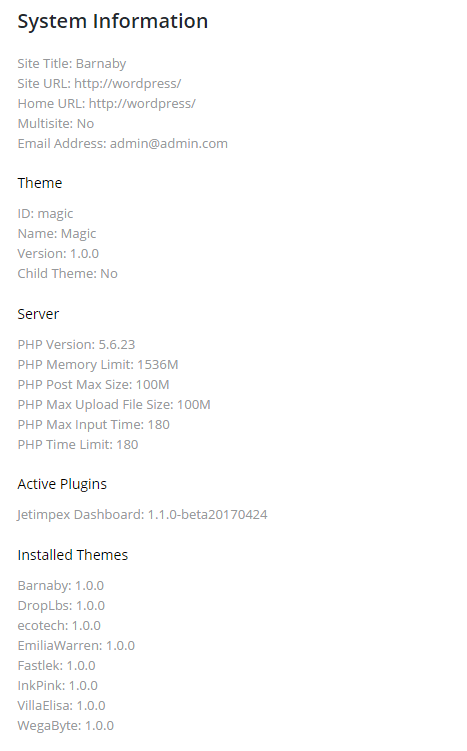 System Information
Site Title: Barnaby
Site URL: http://wordpress/
Home URL: http://wordpress/
Multisite: No
Email Address: admin@admin.com
Theme
ID: magic
Name: Magic
Version: 1.0.0
Child Theme: No
Server
PHP Version: 5.6.23
PHP Memory Limit: 1536M
PHP Post Max Size: 100M
PHP Max Upload File Size: 100M
PHP Max Input Time: 180
PHP Time Limit: 180
Active Plugins
Jetimpex Dashboard: 1.1.0-beta20170424
Installed Themes
Barnaby: 1.0.0
DropLbs: 1.0.0
ecotech: 1.0.0
EmiliaWarren: 1.0.0
Fastlek: 1.0.0
InkPink: 1.0.0
VillaElisa: 1.0.0
WegaByte: 1.0.0